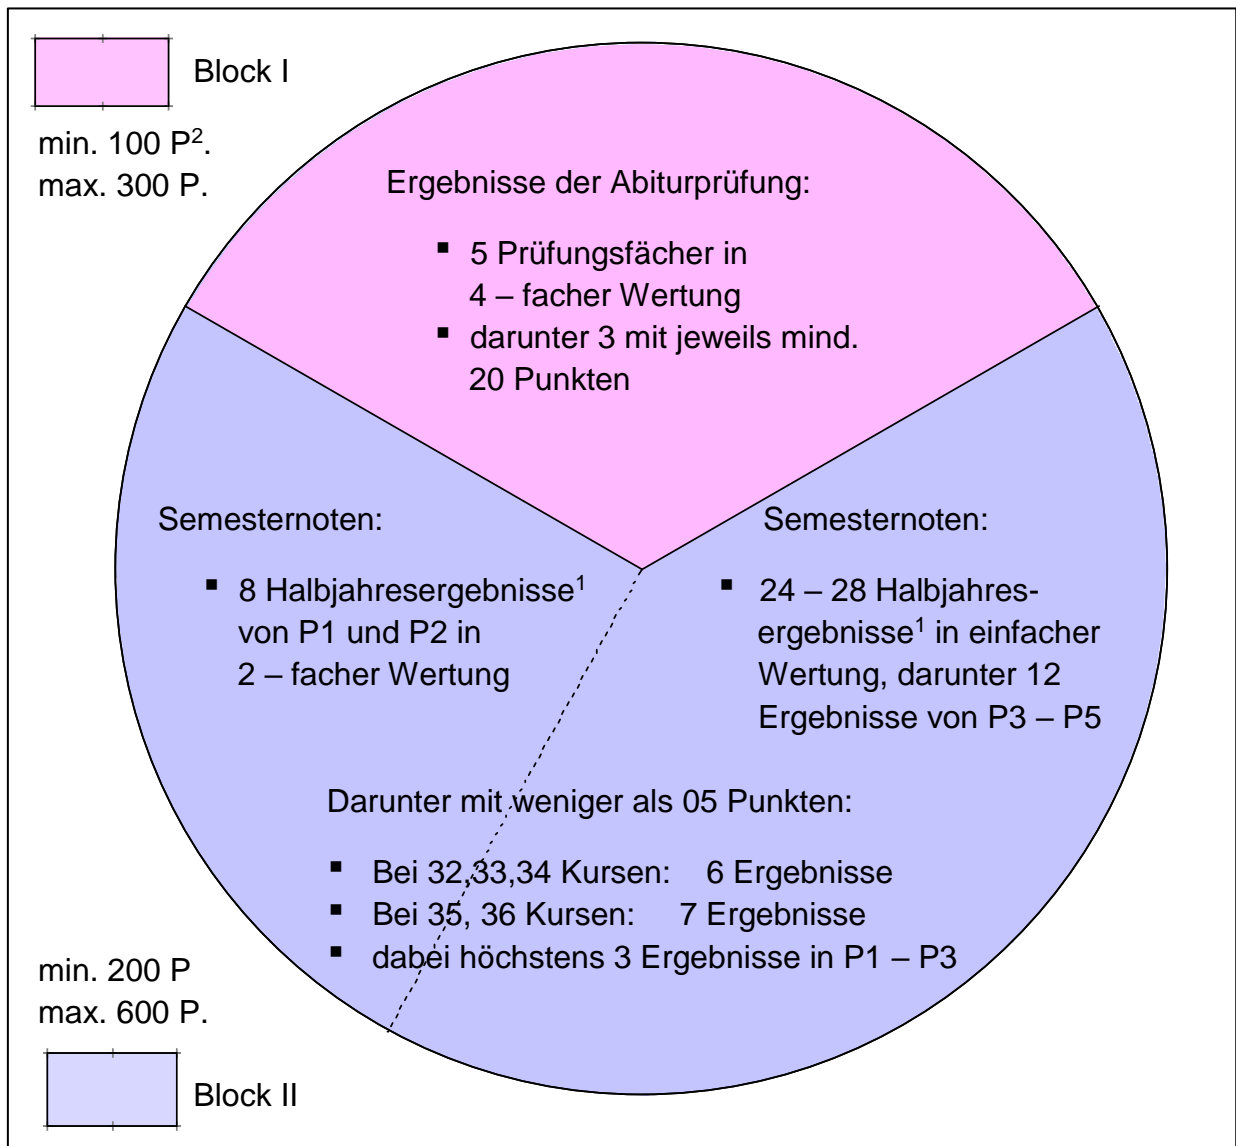 Block I
min. 100 P².
max. 300 P.
Ergebnisse der Abiturprüfung:
▪ 5 Prüfungsfächer in
4 – facher Wertung
▪ darunter 3 mit jeweils mind.
20 Punkten
Semesternoten:
▪ 8 Halbjahresergebnisse¹
von P1 und P2 in
2 – facher Wertung
Semesternoten:
▪ 24 – 28 Halbjahres-
ergebnisse¹ in einfacher
Wertung, darunter 12
Ergebnisse von P3 – P5
Darunter mit weniger als 05 Punkten:
▪ Bei 32,33,34 Kursen: 6 Ergebnisse
▪ Bei 35, 36 Kursen: 7 Ergebnisse
▪ dabei höchstens 3 Ergebnisse in P1 – P3
min. 200 P
max. 600 P.
Block II